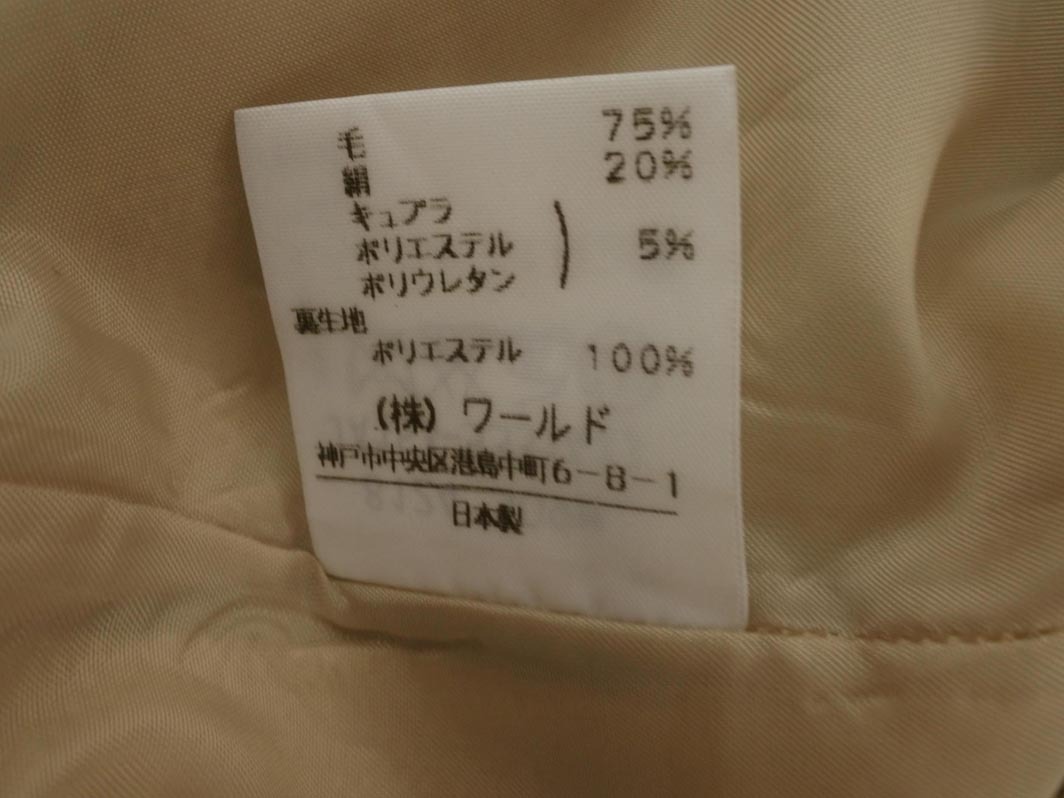 毛 75%
絹 20%
キュプラ
ポリエステル ) 5%
ポリウレタン
裏生地
ポリエステル 100%
(株) ワールド
神戸市中央区港島中町6-8-1
日本製